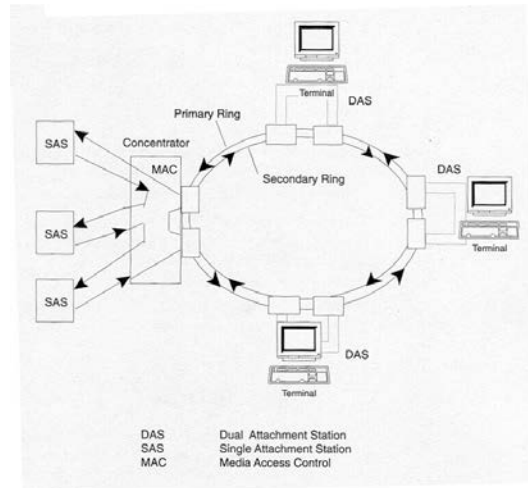 Terminal
DAS
Primary Ring
Concentrator
SAS
MAC
DAS
Secondary Ring
SAS
Terminal
SAS
DAS
Terminal
DAS Dual Attachment Station
SAS Single Attachment Station
MAC Media Access Control